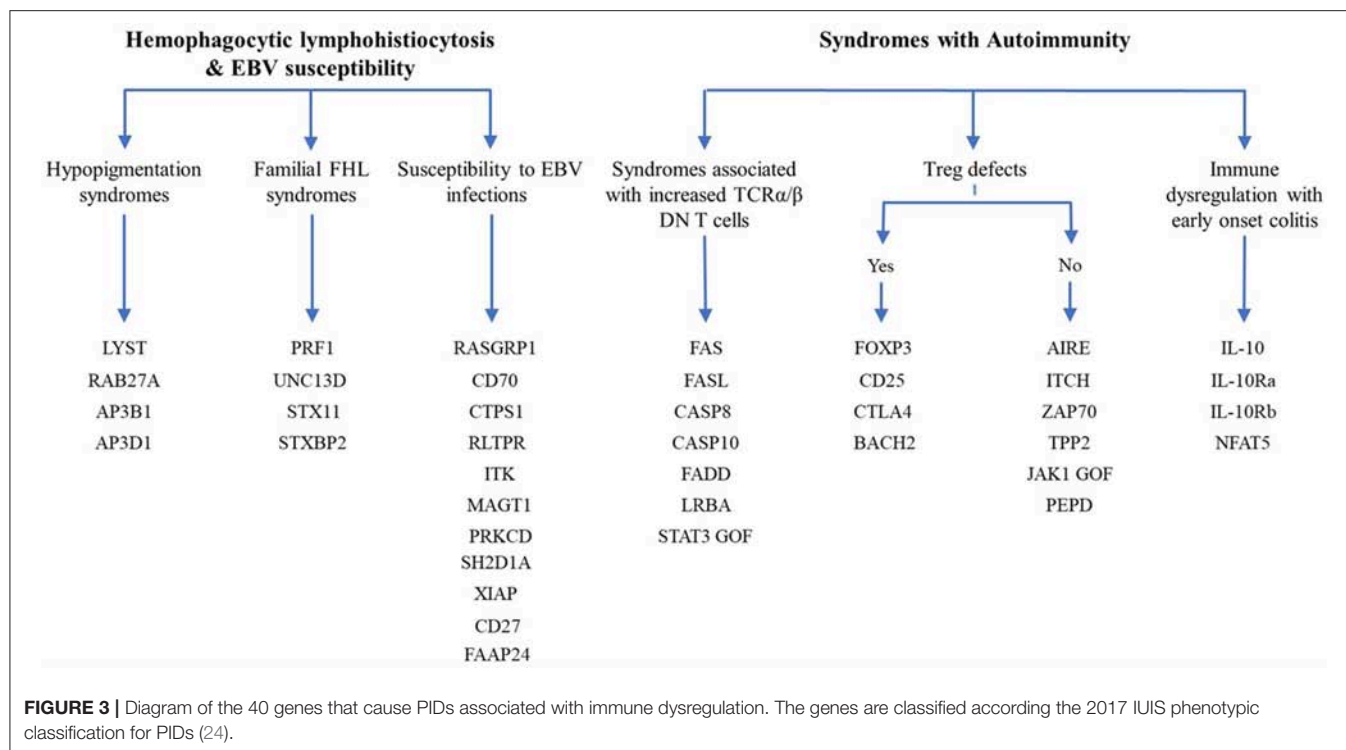 Hemophagocytic lymphohistiocytosis
& EBV susceptibility
Syndromes with Autoimmunity
Hypopigmentation
syndromes
Familial FHL
syndromes
Susceptibility to EBV
infections
Syndromes associated
with increased TCRα/β
DN T cells
Treg defects
Immune
dysregulation with
early onset colitis
Yes
No
LYST
RAB27A
AP3B1
AP3D1
PRF1
UNC13D
STX11
STXBP2
RASGRP1
CD70
CTPS1
RLTPR
ITK
MAGT1
PRKCD
SH2D1A
XIAP
CD27
FAAP24
FAS
FASL
CASP8
CASP10
FADD
LRBA
STAT3 GOF
FOXP3
CD25
CTLA4
BACH2
AIRE
ITCH
ZAP70
TPP2
JAK1 GOF
PEPD
IL-10
IL-10Ra
IL-10Rb
NFAT5
FIGURE 3 | Diagram of the 40 genes that cause PIDs associated with immune dysregulation. The genes are classified according the 2017 IUIS phenotypic
classification for PIDs (24).